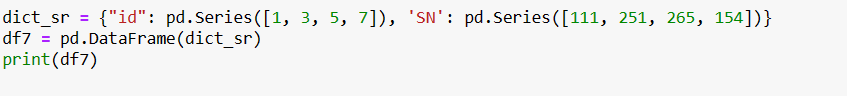 dict_sr = {"id": pd.Series([1, 3, 5, 7]), 'SN': pd.Series([111, 251, 265, 154])}
df7 = pd.DataFrame(dict_sr)
print(df7)